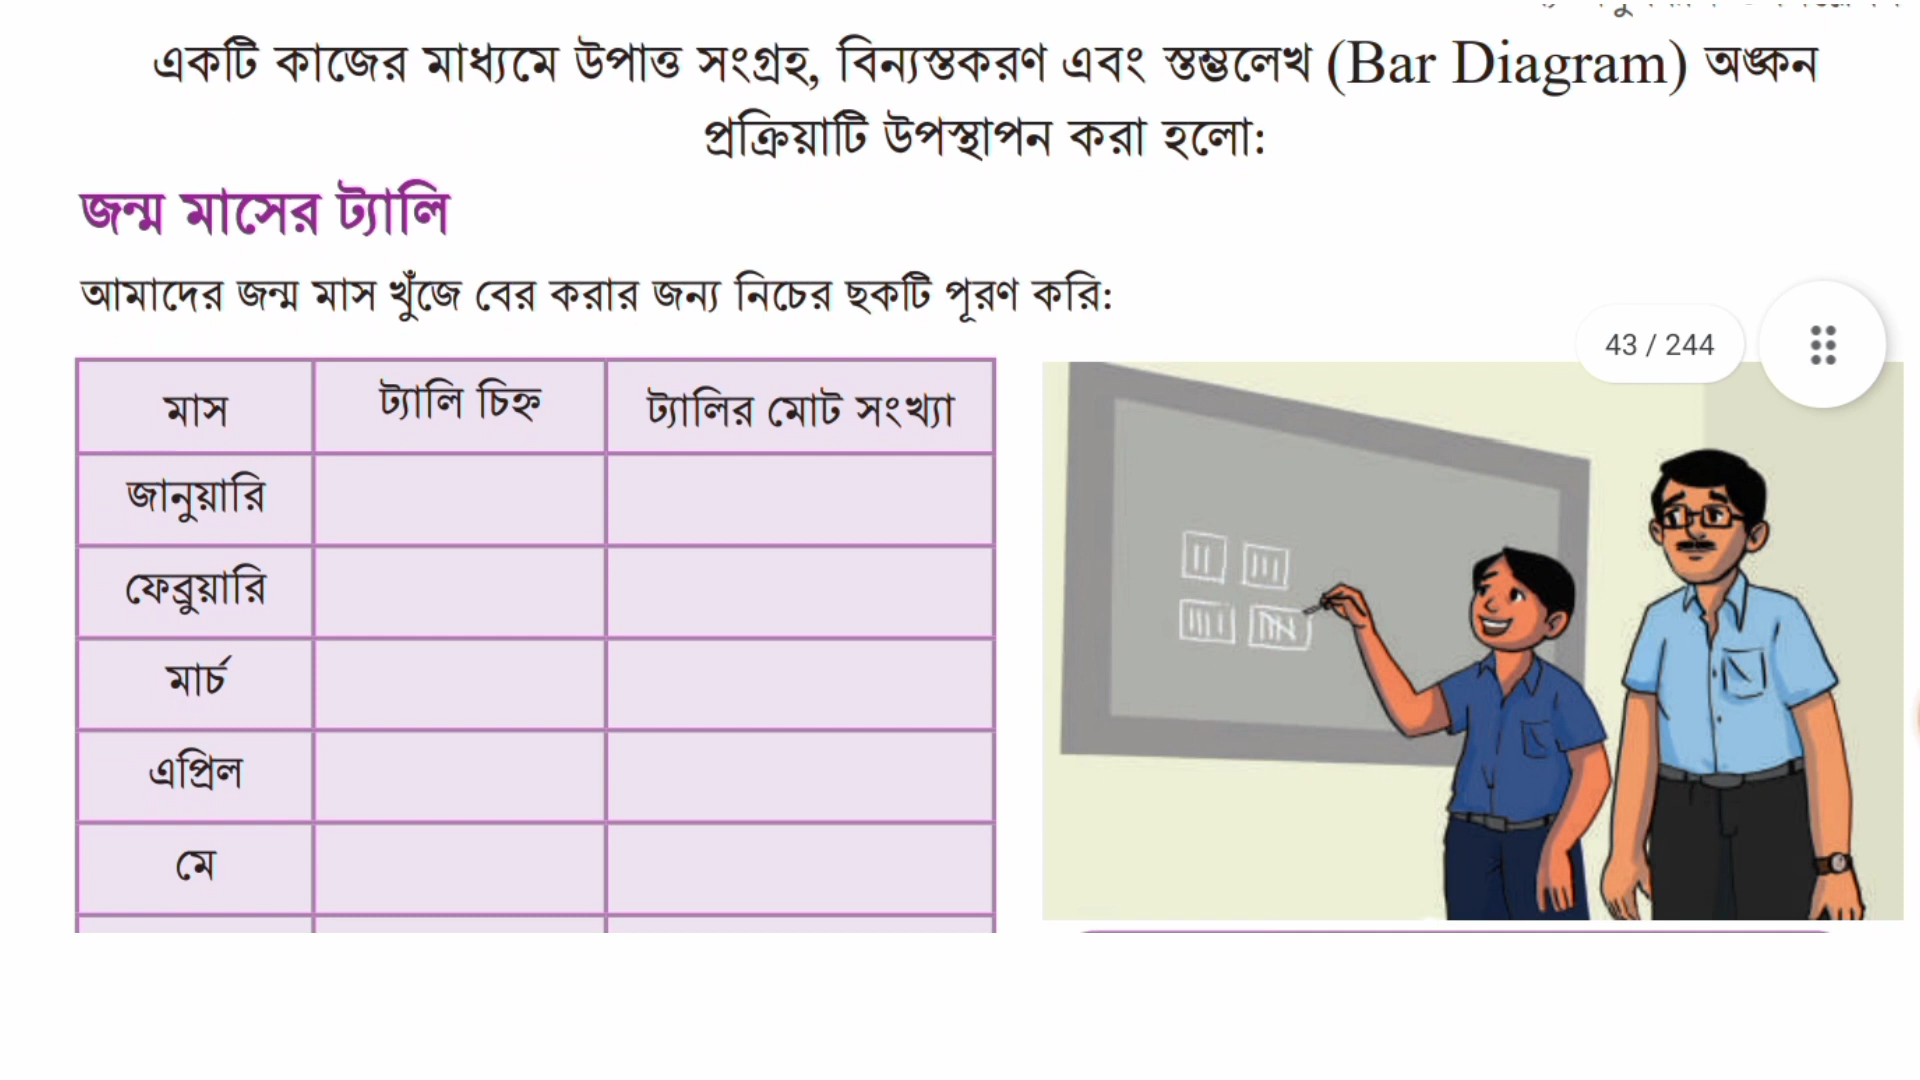 একটি কাজের মাধ্যমে উপাত্ত সংগ্রহ, বিন্যস্তকরণ এবং স্তম্ভলেখ (Bar Diagram) অঙ্কন
প্রক্রিয়াটি উপস্থাপন করা হলো:
জন্ম মাসের ট্যালি
আমাদের জন্ম মাস খুঁজে বের করার জন্য নিচের ছকটি পূরণ করি:
43 / 244
মাস ট্যালি চিহ্ন ট্যালির মোট সংখ্যা
জানুয়ারি
ফেব্রুয়ারি
মার্চ
এপ্রিল
মে